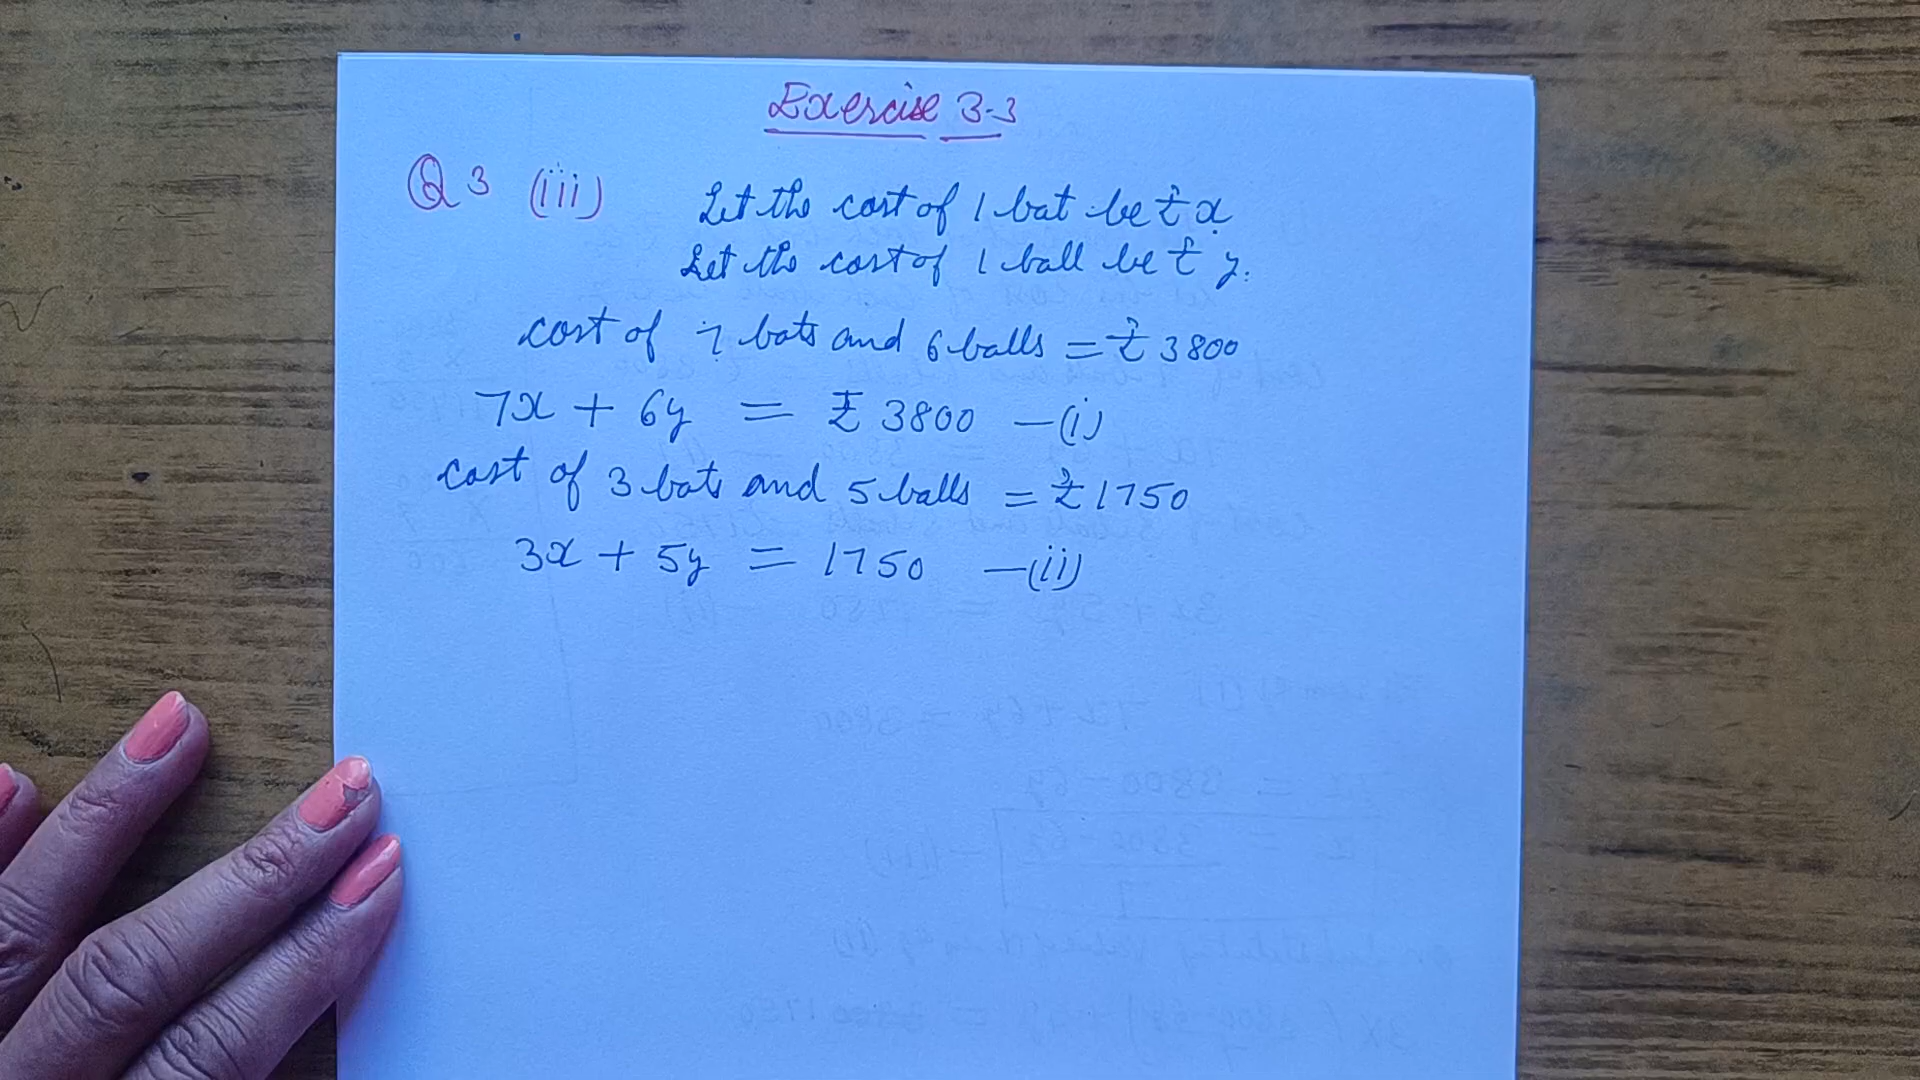 Exercise 3.3
Q3 (iii) Let the cost of 1 bat be ₹ x
Let the cost of 1 ball be ₹ y.
cost of 7 bats and 6 balls = ₹ 3800
7x + 6y = ₹ 3800 —(i)
cost of 3 bats and 5 balls = ₹ 1750
3x + 5y = 1750 —(ii)